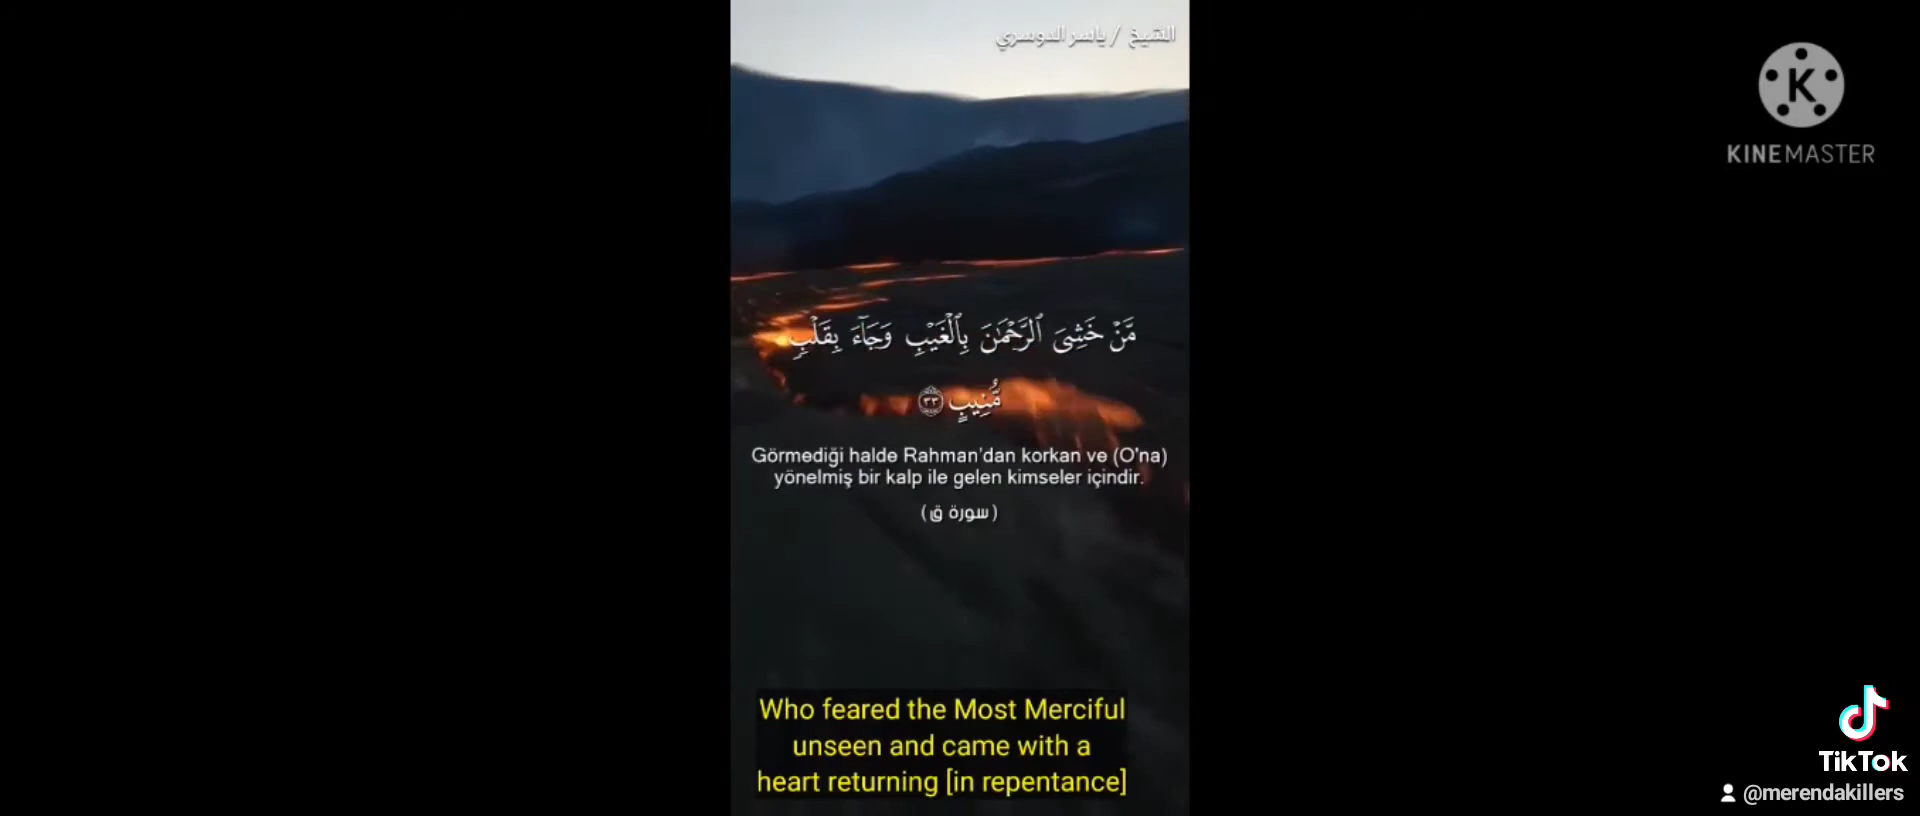 الشيخ / ياسر الدوسري
KINEMASTER
مَّنْ خَشِىَ ٱلرَّحْمَٰنَ بِٱلْغَيْبِ وَجَآءَ بِقَلْبٍ
مُّنِيبٍ ٣٣
Görmediği halde Rahman'dan korkan ve (O'na)
yönelmiş bir kalp ile gelen kimseler içindir.
(سورة ق)
Who feared the Most Merciful
unseen and came with a
heart returning [in repentance]
TikTok
@merendakillers